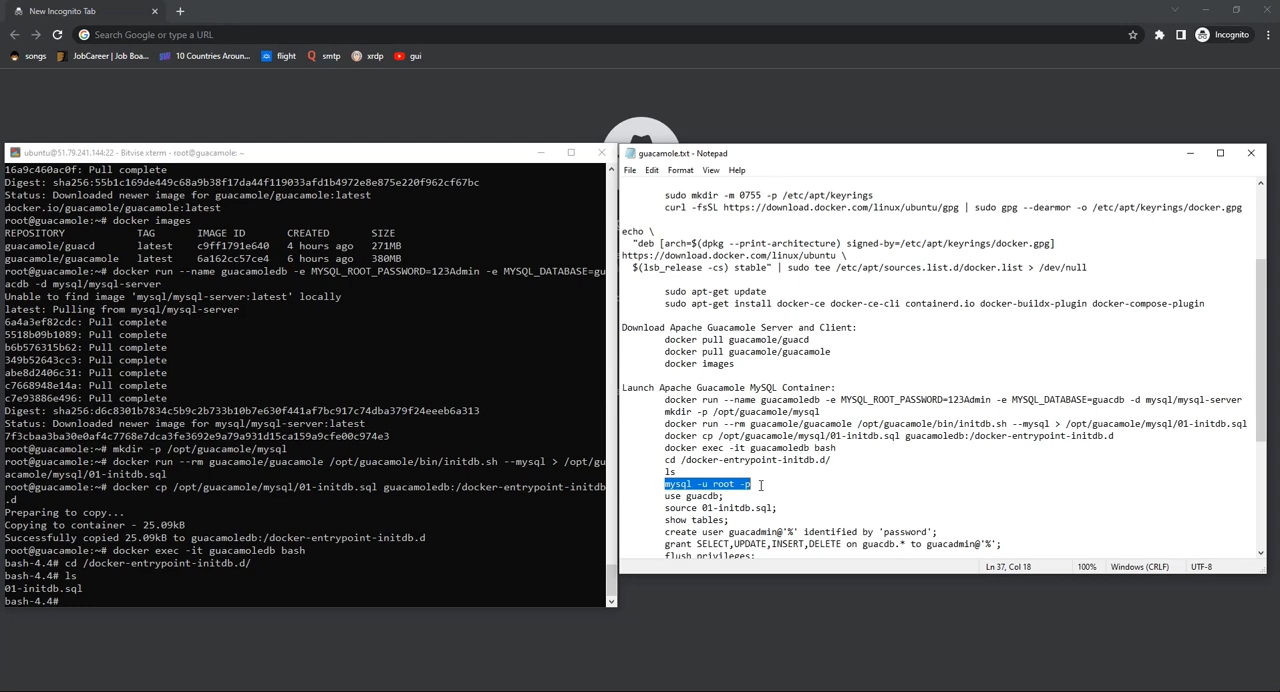 New Incognito Tab
Search Google or type a URL
Incognito
songs
JobCareer | Job Boa...
10 Countries Aroun...
flight
smtp
xrdp
gui
ubuntu@51.79.241.144:22 - Bitvise xterm - root@guacamole: ~
16a9c460ac0f: Pull complete
Digest: sha256:55b1c169de449c68a9b38f17da44f119033afd1b4972e8e875e220f962cf67bc
Status: Downloaded newer image for guacamole/guacamole:latest
docker.io/guacamole/guacamole:latest
root@guacamole:~# docker images
REPOSITORY TAG IMAGE ID CREATED SIZE
guacamole/guacd latest c9ff1791e640 4 hours ago 271MB
guacamole/guacamole latest 6a162cc57ce4 6 hours ago 380MB
root@guacamole:~# docker run --name guacamoledb -e MYSQL_ROOT_PASSWORD=123Admin -e MYSQL_DATABASE=gu
acdb -d mysql/mysql-server
Unable to find image 'mysql/mysql-server:latest' locally
latest: Pulling from mysql/mysql-server
6a4a3ef82cdc: Pull complete
5518b09b1089: Pull complete
b6b576315b62: Pull complete
349b52643cc3: Pull complete
abe8d2406c31: Pull complete
c7668948e14a: Pull complete
c7e93886e496: Pull complete
Digest: sha256:d6c8301b7834c5b9c2b733b10b7e630f441af7bc917c74dba379f24eeeb6a313
Status: Downloaded newer image for mysql/mysql-server:latest
7f3cbaa3ba30e0af4c7768e7dca3fe3692e9a79a931d15ca159a9cfe00c974e3
root@guacamole:~# mkdir -p /opt/guacamole/mysql
root@guacamole:~# docker run --rm guacamole/guacamole /opt/guacamole/bin/initdb.sh --mysql > /opt/gu
acamole/mysql/01-initdb.sql
root@guacamole:~# docker cp /opt/guacamole/mysql/01-initdb.sql guacamoledb:/docker-entrypoint-initdb
.d
Preparing to copy...
Copying to container - 25.09kB
Successfully copied 25.09kB to guacamoledb:/docker-entrypoint-initdb.d
root@guacamole:~# docker exec -it guacamoledb bash
bash-4.4# cd /docker-entrypoint-initdb.d/
bash-4.4# ls
01-initdb.sql
bash-4.4#
guacamole.txt - Notepad
File Edit Format View Help
sudo mkdir -m 0755 -p /etc/apt/keyrings
curl -fsSL https://download.docker.com/linux/ubuntu/gpg | sudo gpg --dearmor -o /etc/apt/keyrings/docker.gpg
echo \
"deb [arch=$(dpkg --print-architecture) signed-by=/etc/apt/keyrings/docker.gpg]
https://download.docker.com/linux/ubuntu \
$(lsb_release -cs) stable" | sudo tee /etc/apt/sources.list.d/docker.list > /dev/null
sudo apt-get update
sudo apt-get install docker-ce docker-ce-cli containerd.io docker-buildx-plugin docker-compose-plugin
Download Apache Guacamole Server and Client:
docker pull guacamole/guacd
docker pull guacamole/guacamole
docker images
Launch Apache Guacamole MySQL Container:
docker run --name guacamoledb -e MYSQL_ROOT_PASSWORD=123Admin -e MYSQL_DATABASE=guacdb -d mysql/mysql-server
mkdir -p /opt/guacamole/mysql
docker run --rm guacamole/guacamole /opt/guacamole/bin/initdb.sh --mysql > /opt/guacamole/mysql/01-initdb.sql
docker cp /opt/guacamole/mysql/01-initdb.sql guacamoledb:/docker-entrypoint-initdb.d
docker exec -it guacamoledb bash
cd /docker-entrypoint-initdb.d/
ls
mysql -u root -p
use guacdb;
source 01-initdb.sql;
show tables;
create user guacadmin@'%' identified by 'password';
grant SELECT,UPDATE,INSERT,DELETE on guacdb.* to guacadmin@'%';
flush privileges;
Ln 37, Col 18 100% Windows (CRLF) UTF-8